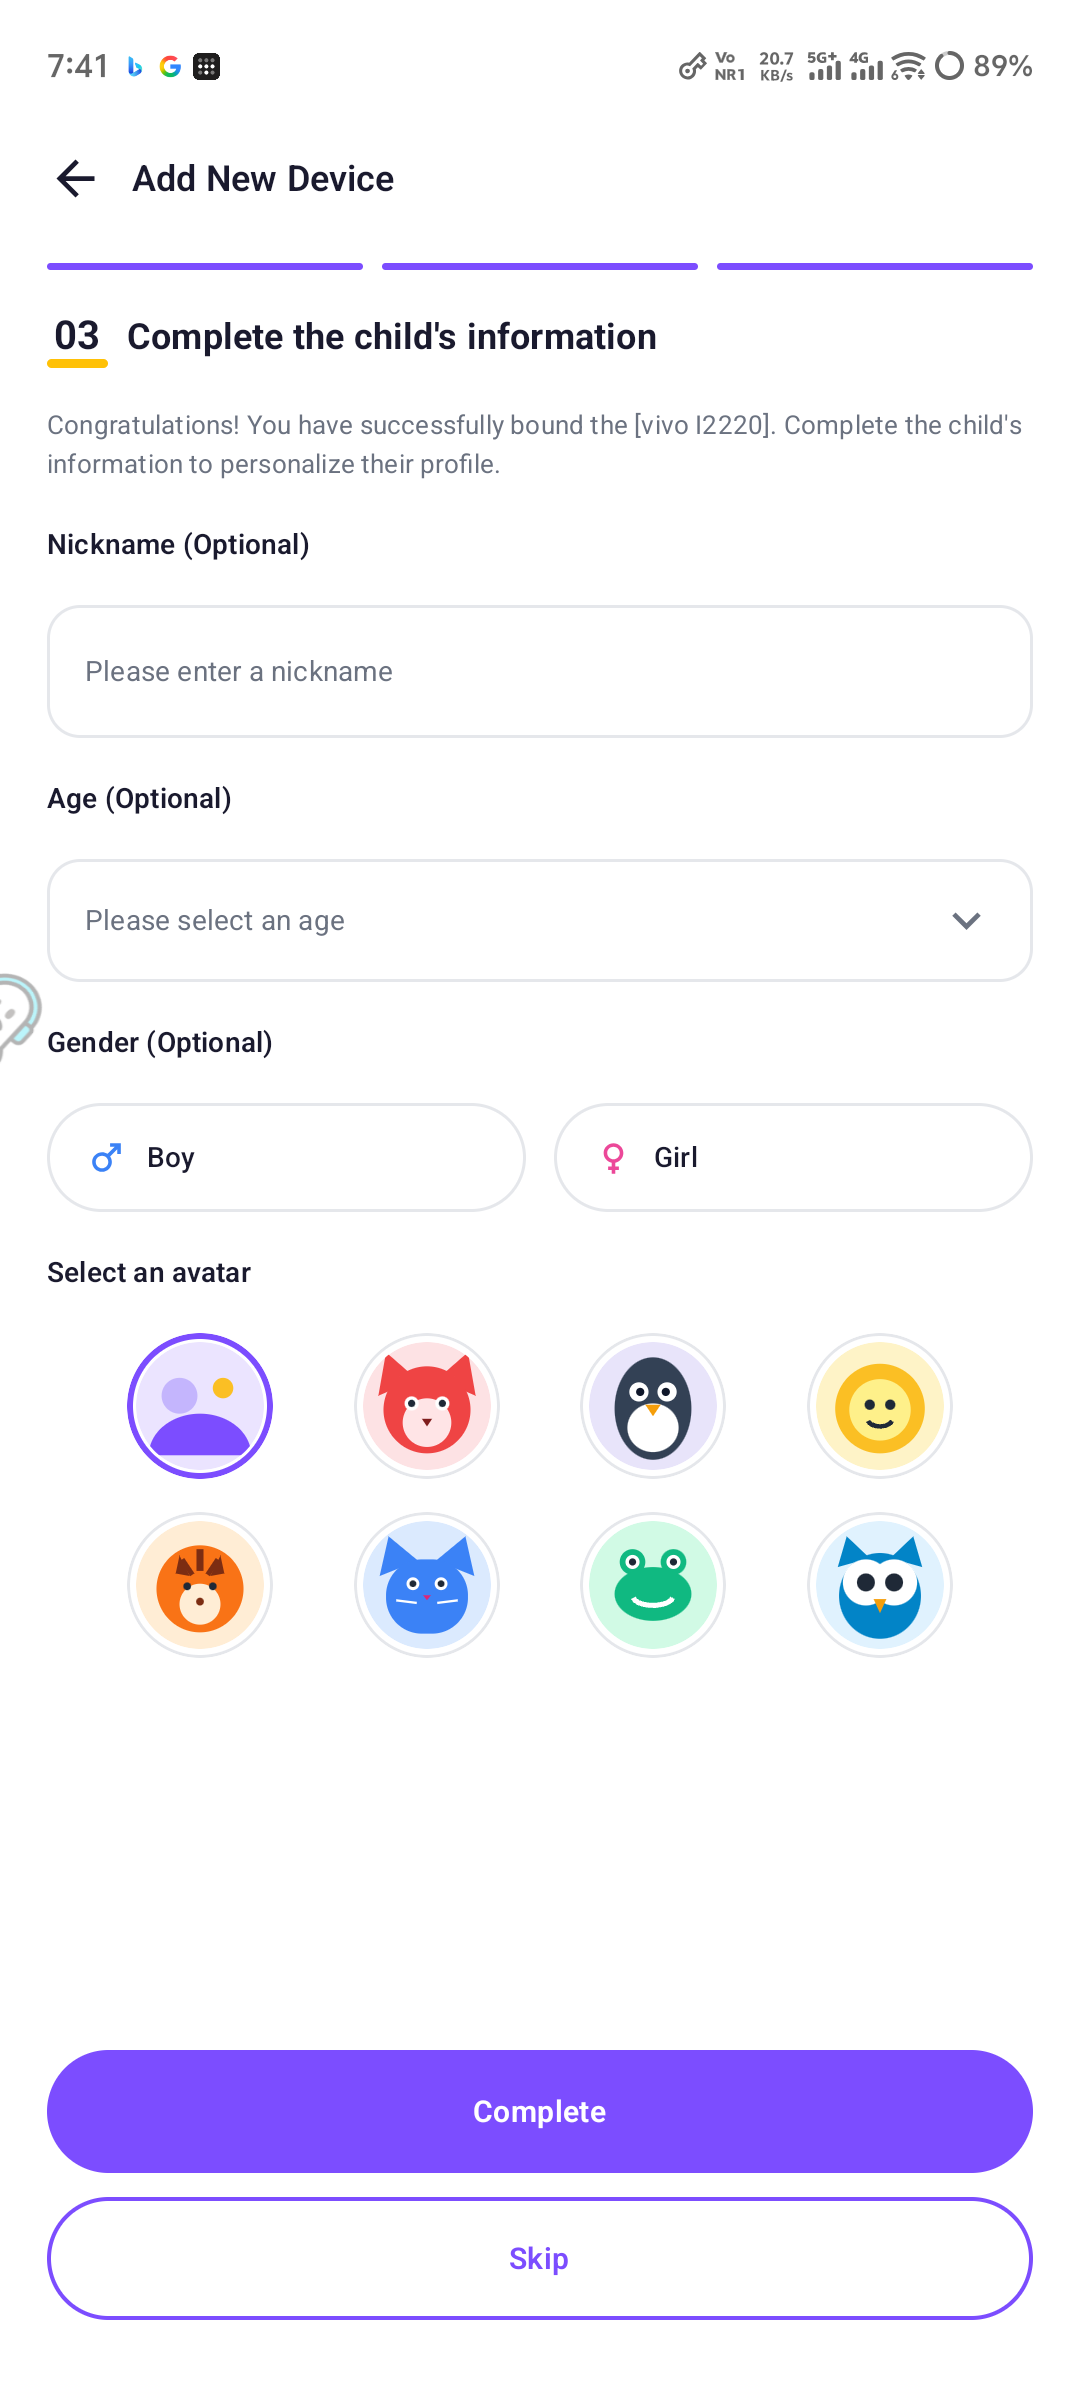 7:41
Vo
NR1
20.7
KB/s
5G+
4G
6
89%
Add New Device
03 Complete the child's information
Congratulations! You have successfully bound the [vivo I2220]. Complete the child's
information to personalize their profile.
Nickname (Optional)
Please enter a nickname
Age (Optional)
Please select an age
Gender (Optional)
Boy
Girl
Select an avatar
Complete
Skip